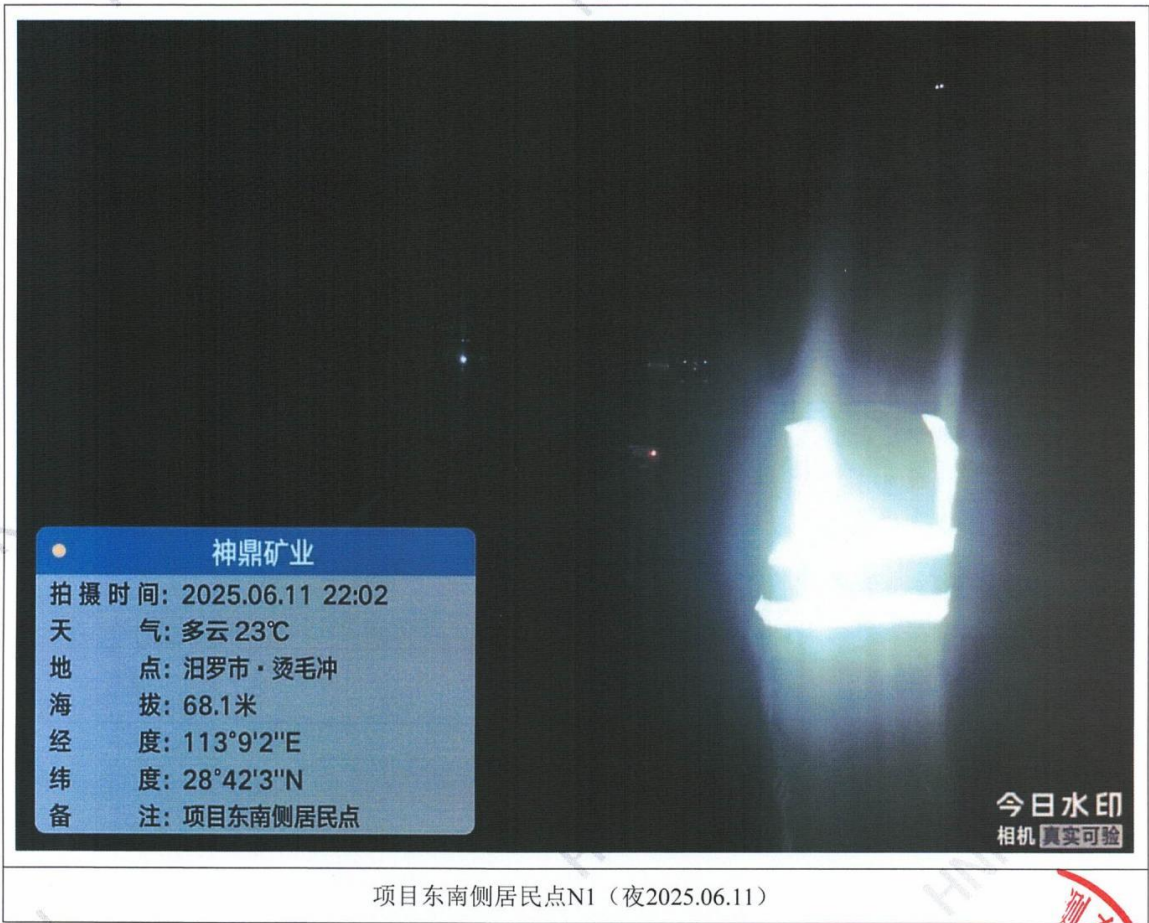 神鼎矿业
拍摄时间: 2025.06.11 22:02
天气: 多云 23℃
地点: 汨罗市·烫毛冲
海拔: 68.1米
经度: 113°9'2"E
纬度: 28°42'3"N
备注: 项目东南侧居民点
今日水印
相机 真实可验
项目东南侧居民点N1（夜2025.06.11）